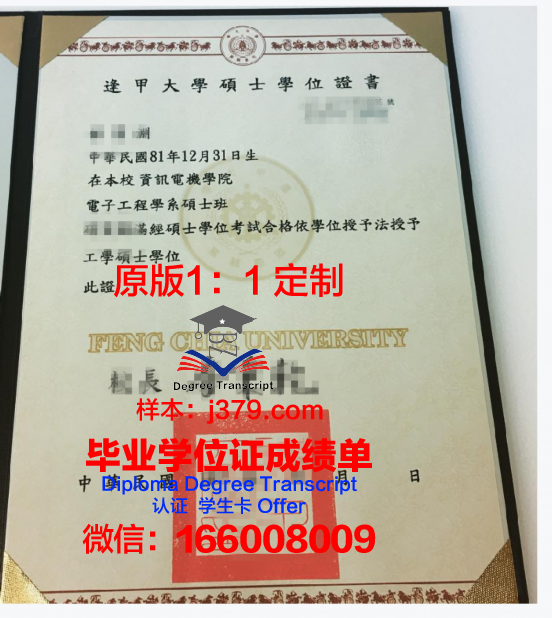 逢甲大學碩士學位證書
號
中華民國81年12月31日生
在本校 資訊電機學院
電子工程學系碩士班
經碩士學位考試合格依學位授予法授予
工學碩士學位
此證
原版1：1 定制
FENG CHIA UNIVERSITY
校長
Degree Transcript
样本：j379.com
毕业学位证成绩单
中華民國 月 日
Diploma Degree Transcript
认证 学生卡 Offer
微信：166008009